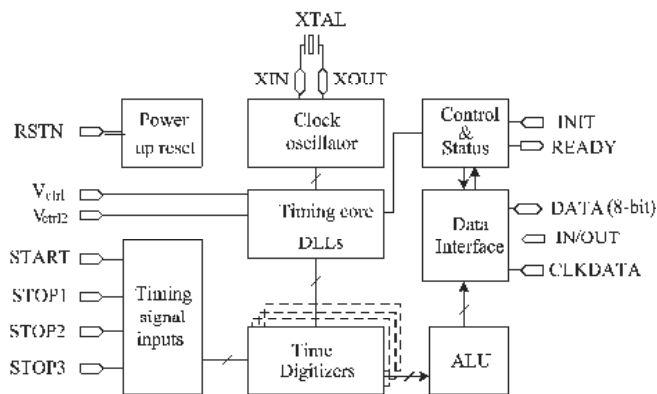 XTAL
XIN
XOUT
RSTN
Power
up reset
Clock
oscillator
Control
&
Status
INIT
READY
Vctrl
Vctrl2
Timing core
DLLs
Data
Interface
DATA (8-bit)
IN/OUT
CLKDATA
START
STOP1
STOP2
STOP3
Timing
signal
inputs
Time
Digitizers
ALU